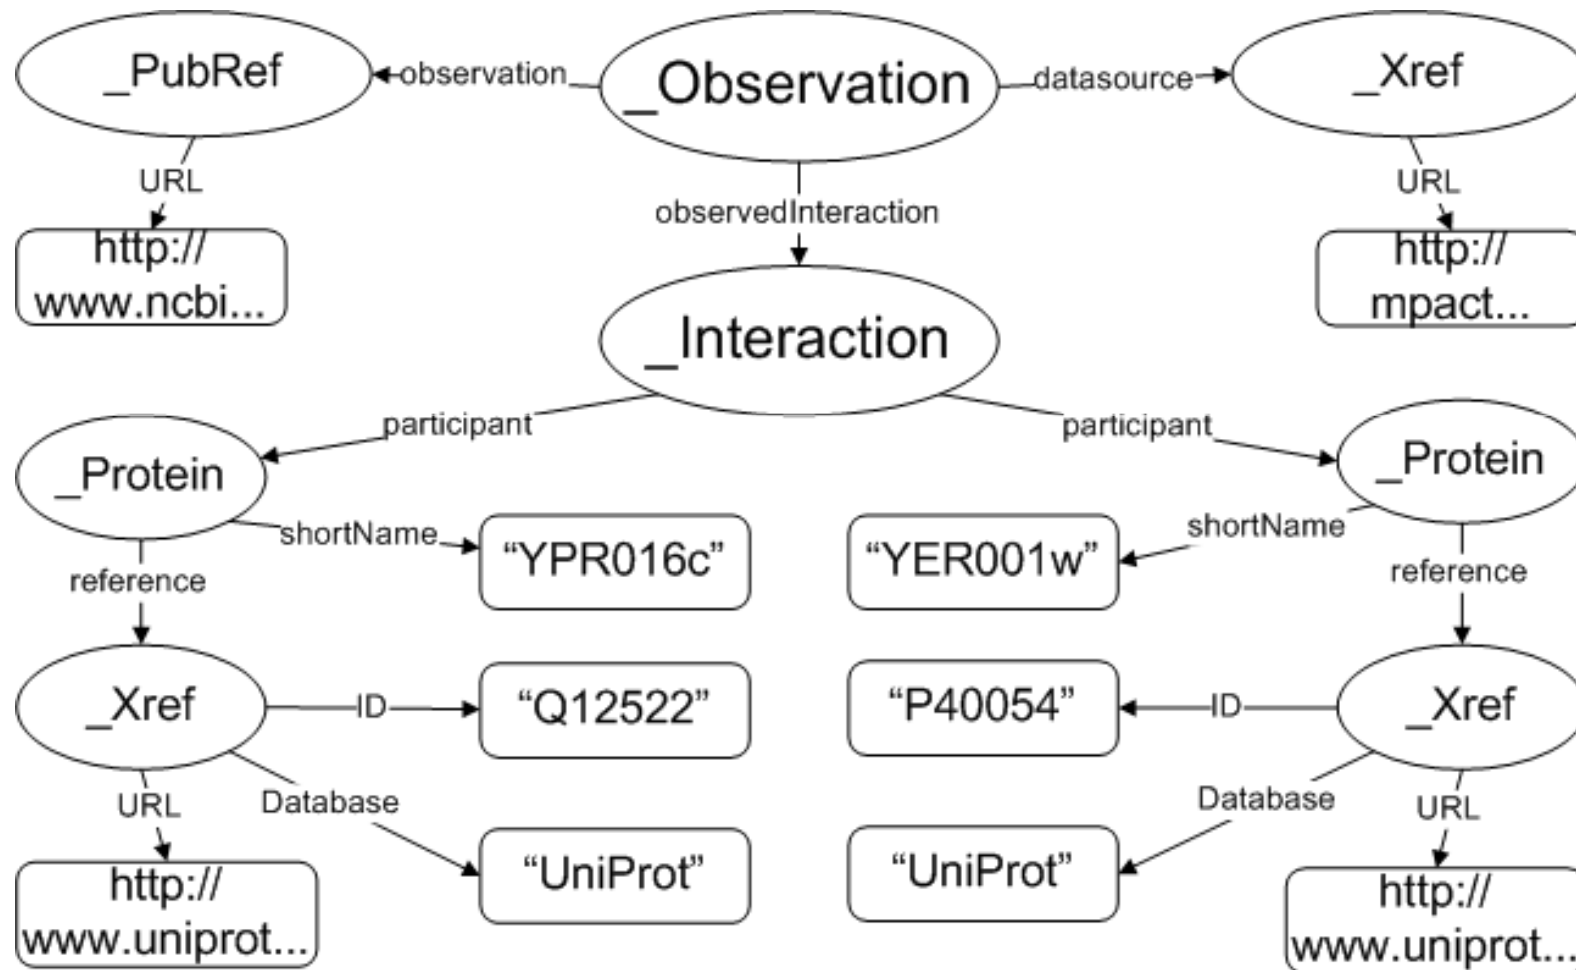 _PubRef
observation
_Observation
datasource
_Xref
URL
observedInteraction
URL
http://
www.ncbi...
http://
mpact...
_Interaction
participant
participant
_Protein
_Protein
shortName
“YPR016c”
“YER001w”
shortName
reference
reference
_Xref
ID
“Q12522”
“P40054”
ID
_Xref
URL
Database
Database
URL
“UniProt”
“UniProt”
http://
www.uniprot...
http://
www.uniprot...